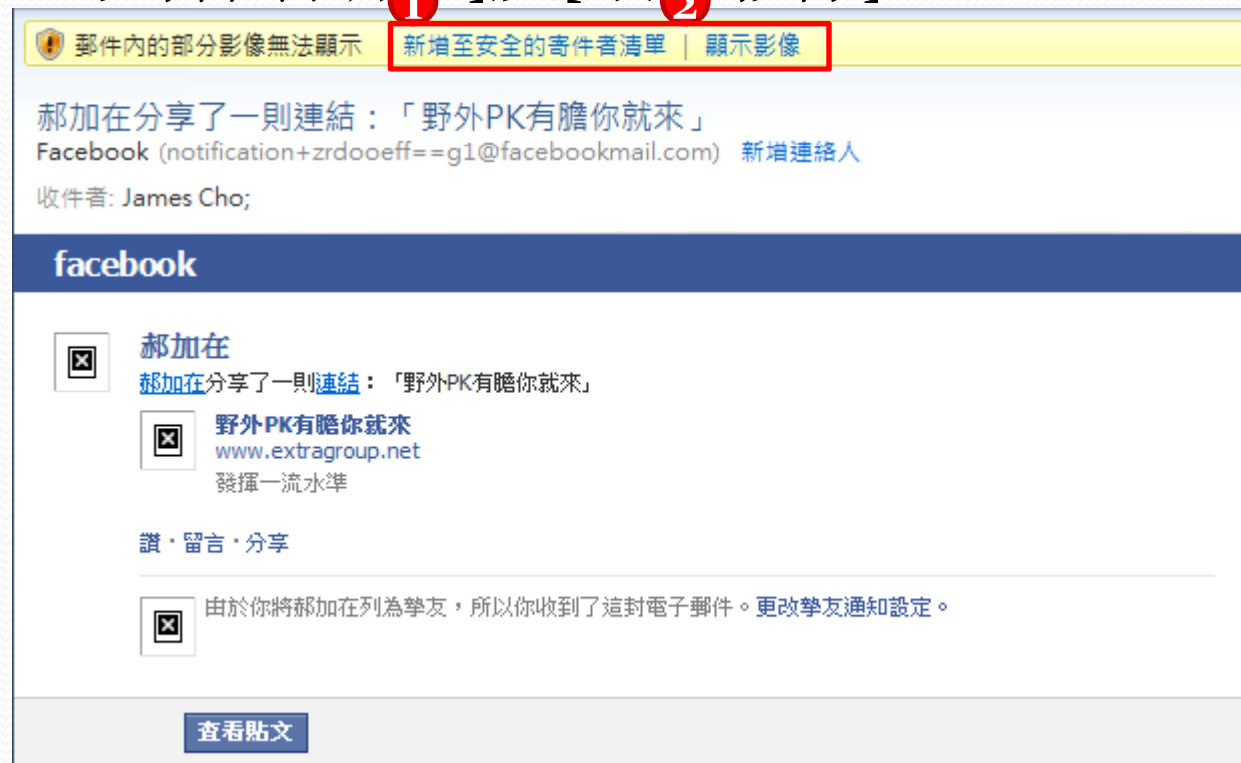 1 2
郵件內的部分影像無法顯示 新增至安全的寄件者清單 | 顯示影像
郝加在分享了一則連結：「野外PK有膽你就來」
Facebook (notification+zrdooeff==g1@facebookmail.com) 新增連絡人
收件者: James Cho;
facebook
郝加在
郝加在分享了一則連結：「野外PK有膽你就來」
野外PK有膽你就來
www.extragroup.net
發揮一流水準
讚·留言·分享
由於你將郝加在列為摯友，所以你收到了這封電子郵件。更改摯友通知設定。
查看貼文